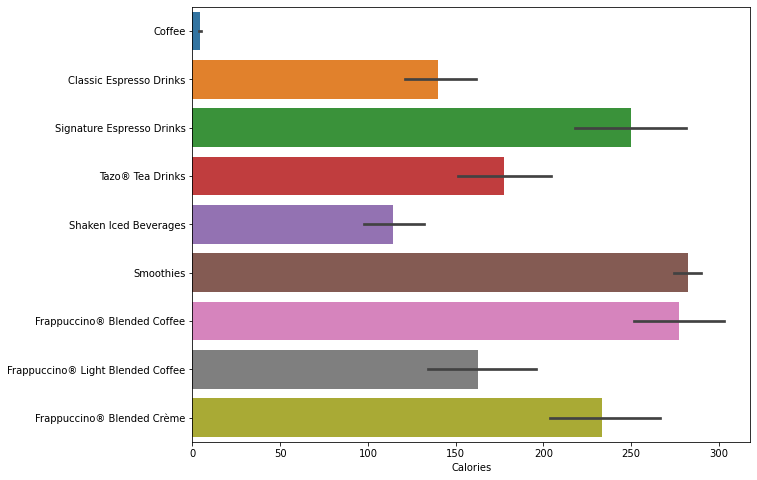 Coffee
Classic Espresso Drinks
Signature Espresso Drinks
Tazo® Tea Drinks
Shaken Iced Beverages
Smoothies
Frappuccino® Blended Coffee
Frappuccino® Light Blended Coffee
Frappuccino® Blended Crème
0 50 100 150 200 250 300
Calories